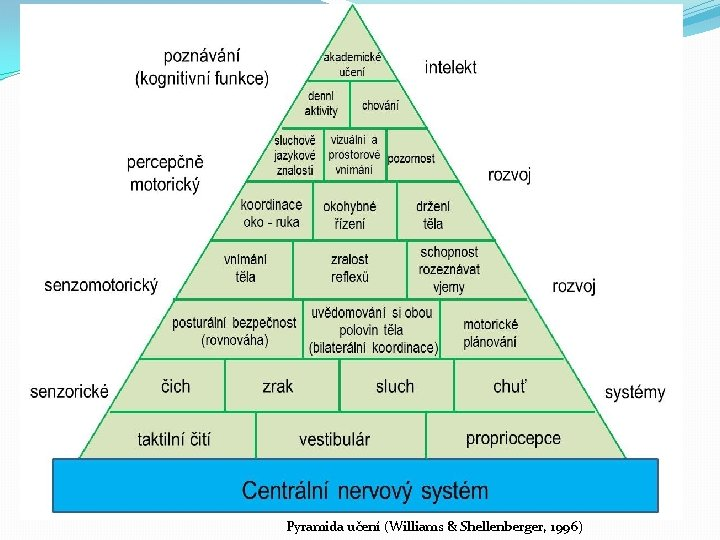 poznávání
(kognitivní funkce)
akademické
učení
intelekt
denní
aktivity
chování
percepčně
motorický
sluchově
jazykové
znalosti
vizuální a
prostorové
vnímání
pozornost
rozvoj
koordinace
oko - ruka
okohybné
řízení
držení
těla
senzomotorický
vnímání
těla
zralost
reflexů
schopnost
rozeznávat
vjemy
rozvoj
posturální bezpečnost
(rovnováha)
uvědomování si obou
polovin těla
(bilaterální koordinace)
motorické
plánování
senzorické
čich
zrak
sluch
chuť
systémy
taktilní čití
vestibulár
propriocepce
Centrální nervový systém
Pyramida učení (Williams & Shellenberger, 1996)